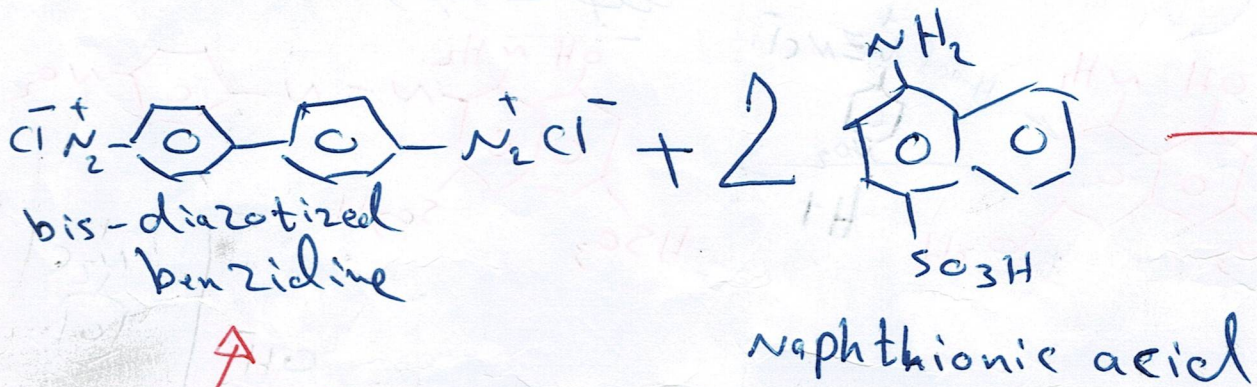 NH₂
Cl⁻ N₂⁺ N₂⁺ Cl⁻ + 2
bis-diazotized
benzidine
SO₃H
Naphthionic acid